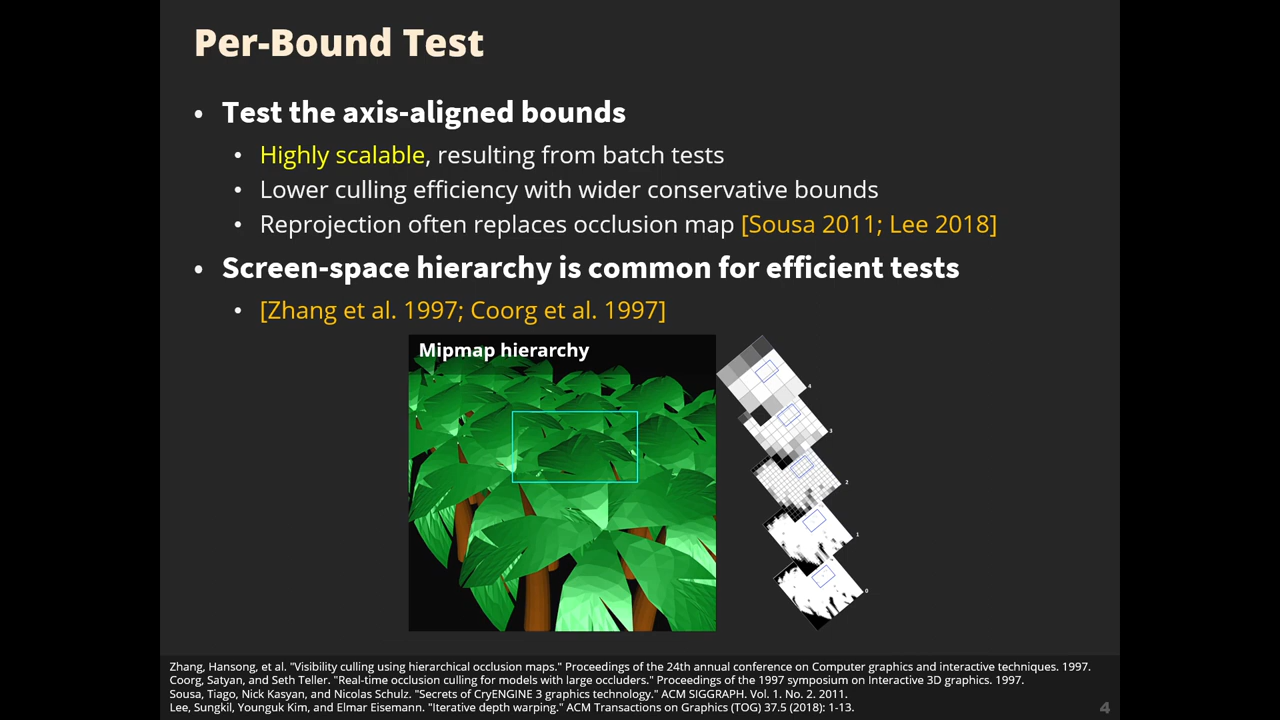 Per-Bound Test
• Test the axis-aligned bounds
• Highly scalable, resulting from batch tests
• Lower culling efficiency with wider conservative bounds
• Reprojection often replaces occlusion map [Sousa 2011; Lee 2018]
• Screen-space hierarchy is common for efficient tests
• [Zhang et al. 1997; Coorg et al. 1997]
Mipmap hierarchy
4
3
2
1
0
Zhang, Hansong, et al. "Visibility culling using hierarchical occlusion maps." Proceedings of the 24th annual conference on Computer graphics and interactive techniques. 1997.
Coorg, Satyan, and Seth Teller. "Real-time occlusion culling for models with large occluders." Proceedings of the 1997 symposium on Interactive 3D graphics. 1997.
Sousa, Tiago, Nick Kasyan, and Nicolas Schulz. "Secrets of CryENGINE 3 graphics technology." ACM SIGGRAPH. Vol. 1. No. 2. 2011.
Lee, Sungkil, Younguk Kim, and Elmar Eisemann. "Iterative depth warping." ACM Transactions on Graphics (TOG) 37.5 (2018): 1-13.
4